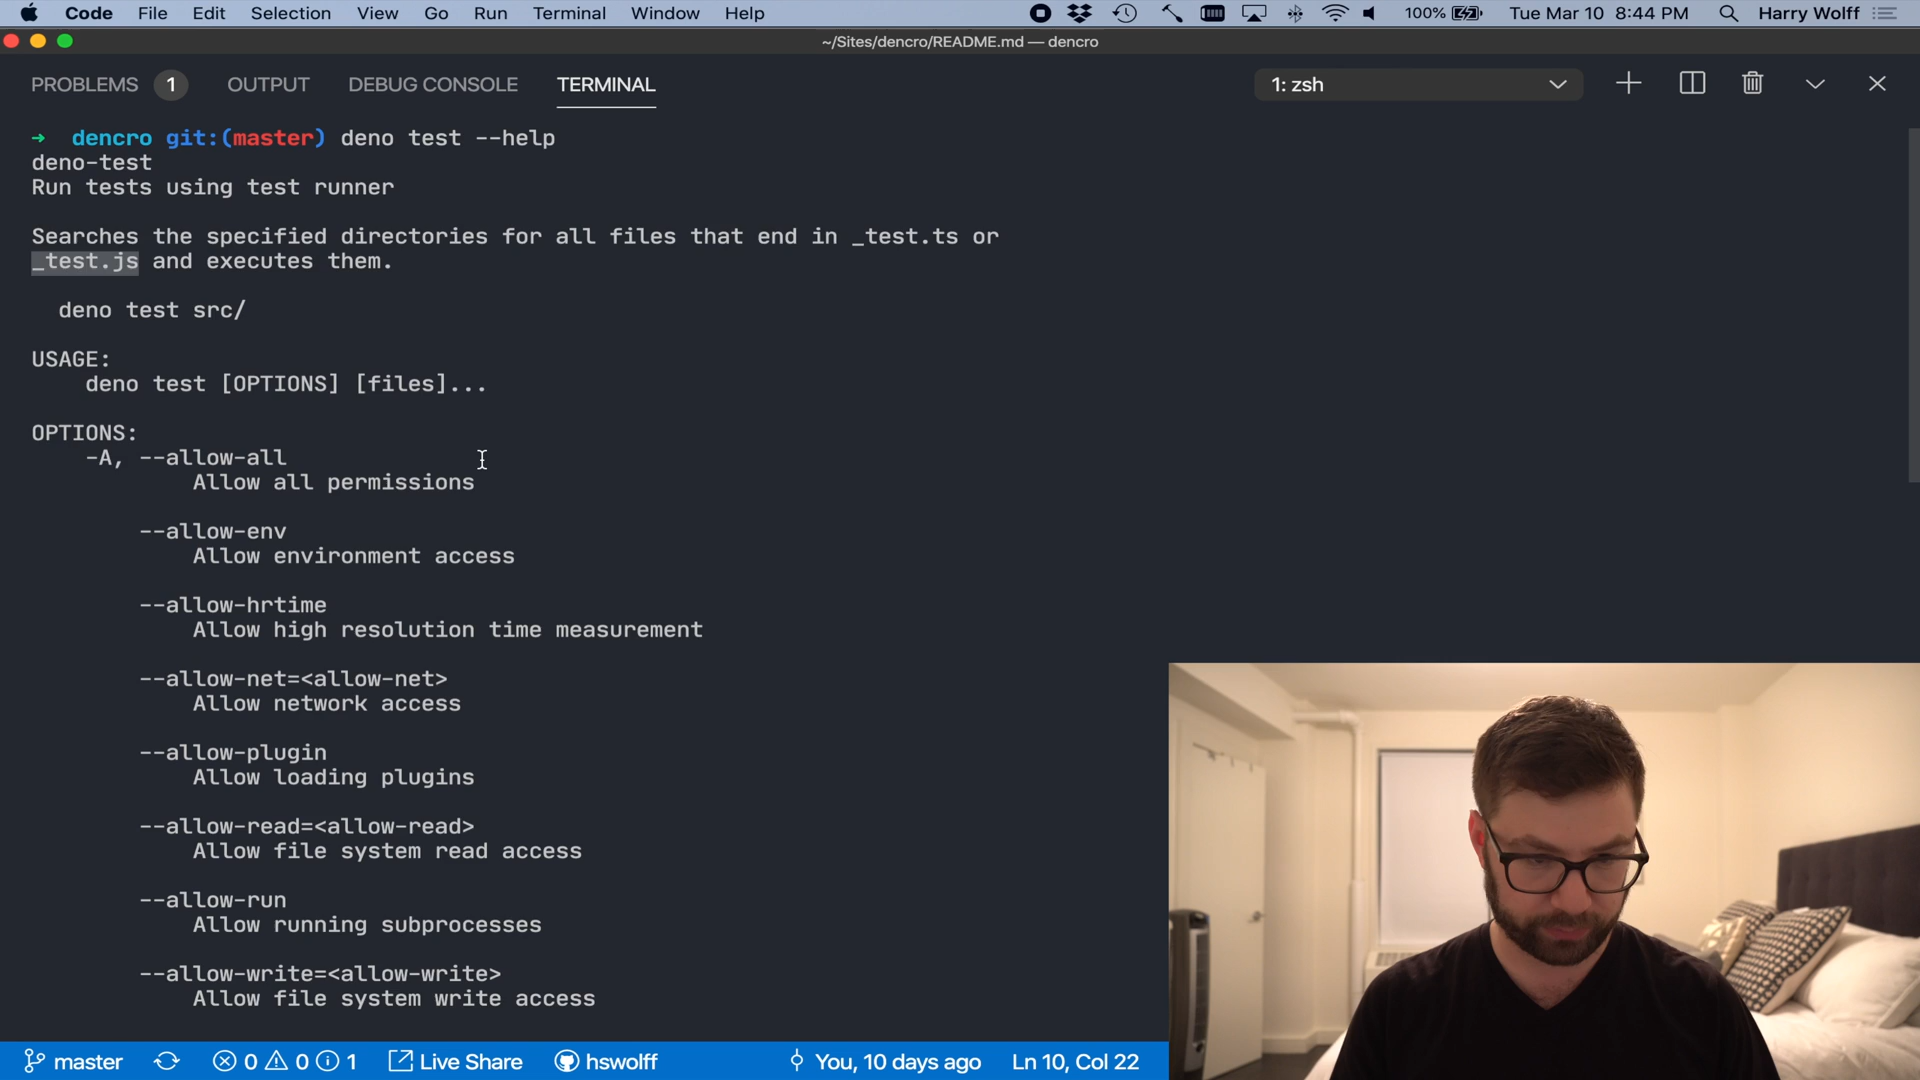 Code File Edit Selection View Go Run Terminal Window Help 100% Tue Mar 10 8:44 PM Harry Wolff
~/Sites/dencro/README.md — dencro
PROBLEMS 1 OUTPUT DEBUG CONSOLE TERMINAL 1: zsh
→ dencro git:(master) deno test --help
deno-test
Run tests using test runner
Searches the specified directories for all files that end in _test.ts or
_test.js and executes them.
deno test src/
USAGE:
deno test [OPTIONS] [files]...
OPTIONS:
-A, --allow-all
Allow all permissions
--allow-env
Allow environment access
--allow-hrtime
Allow high resolution time measurement
--allow-net=<allow-net>
Allow network access
--allow-plugin
Allow loading plugins
--allow-read=<allow-read>
Allow file system read access
--allow-run
Allow running subprocesses
--allow-write=<allow-write>
Allow file system write access
master 0 0 1 Live Share hswolff You, 10 days ago Ln 10, Col 22